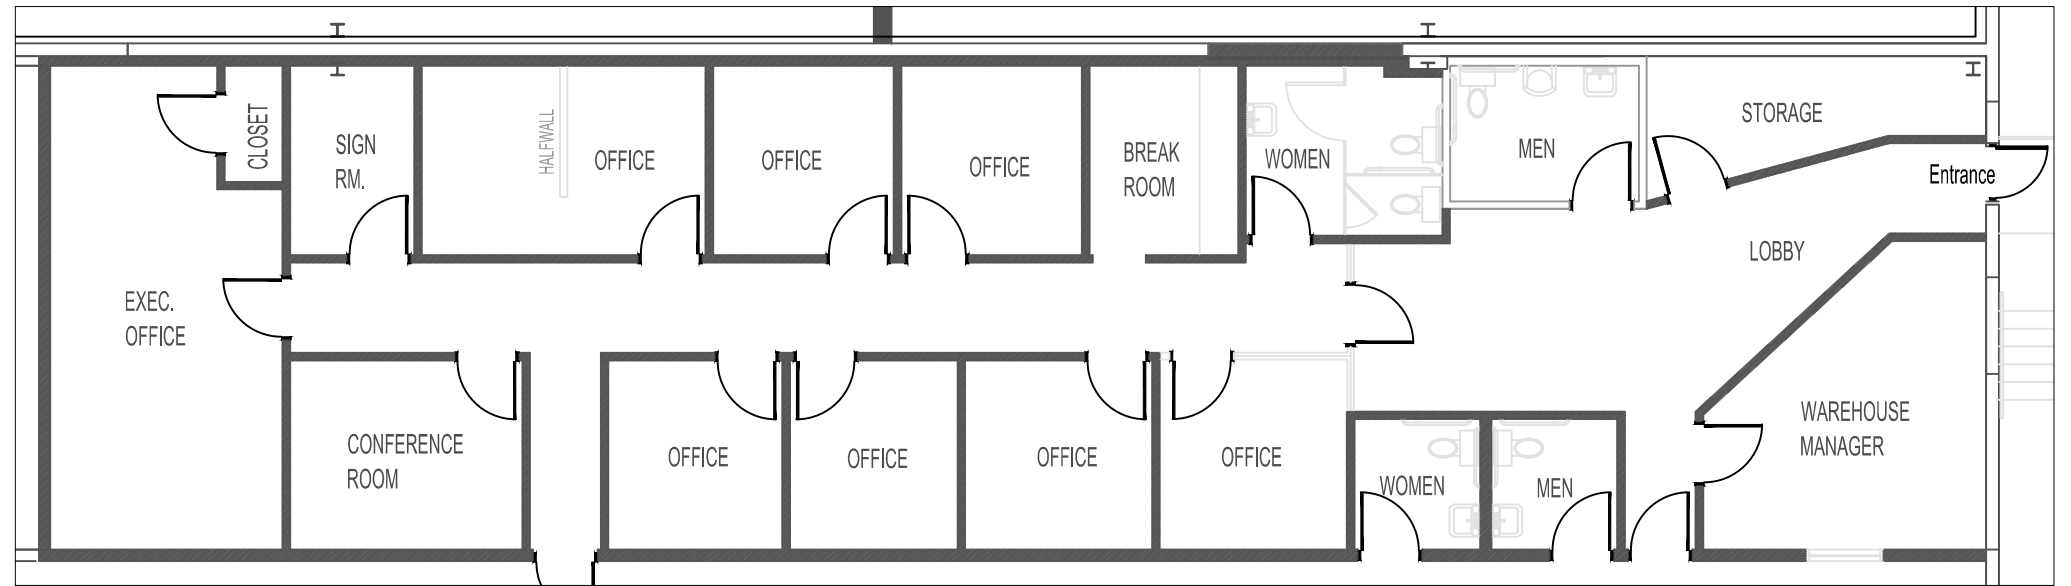 CLOSET
SIGN
RM.
HALFWALL
OFFICE
OFFICE
OFFICE
BREAK
ROOM
WOMEN
MEN
STORAGE
Entrance
LOBBY
EXEC.
OFFICE
CONFERENCE
ROOM
OFFICE
OFFICE
OFFICE
OFFICE
WOMEN
MEN
WAREHOUSE
MANAGER